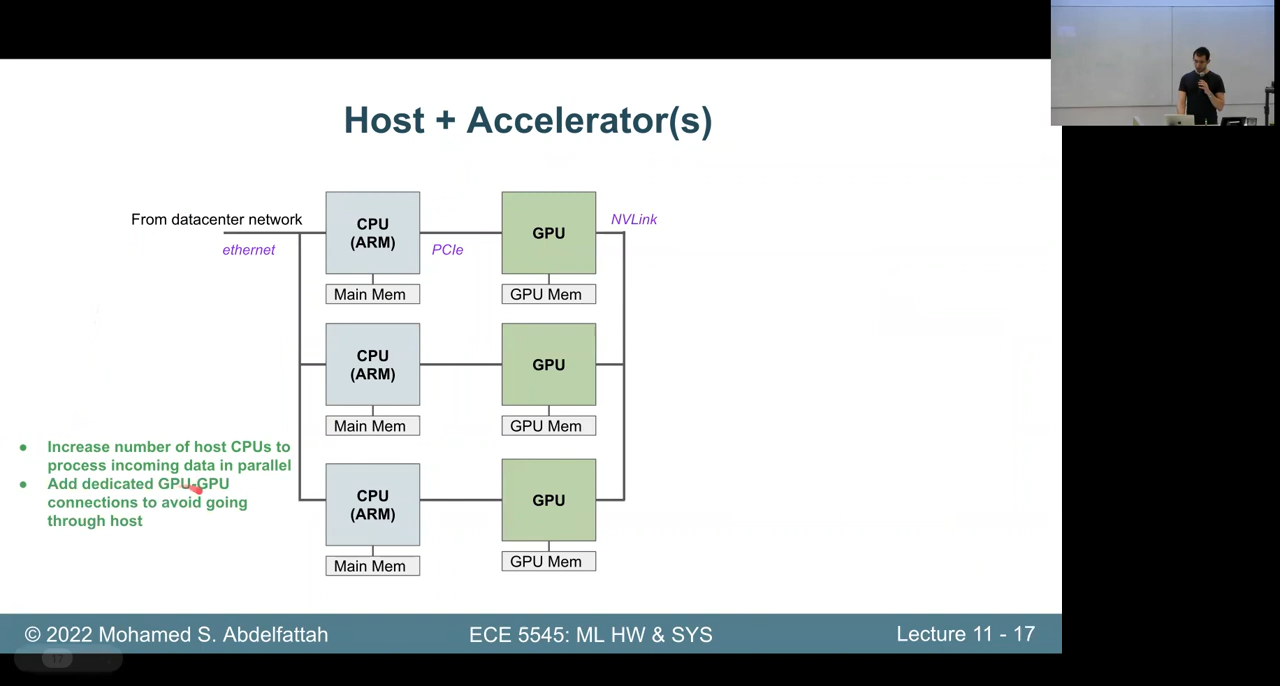 Host + Accelerator(s)
From datacenter network
ethernet
CPU
(ARM)
PCIe
GPU
NVLink
Main Mem
GPU Mem
CPU
(ARM)
GPU
Main Mem
GPU Mem
Increase number of host CPUs to
process incoming data in parallel
Add dedicated GPU-GPU
connections to avoid going
through host
CPU
(ARM)
GPU
Main Mem
GPU Mem
© 2022 Mohamed S. Abdelfattah
ECE 5545: ML HW & SYS
Lecture 11 - 17
17